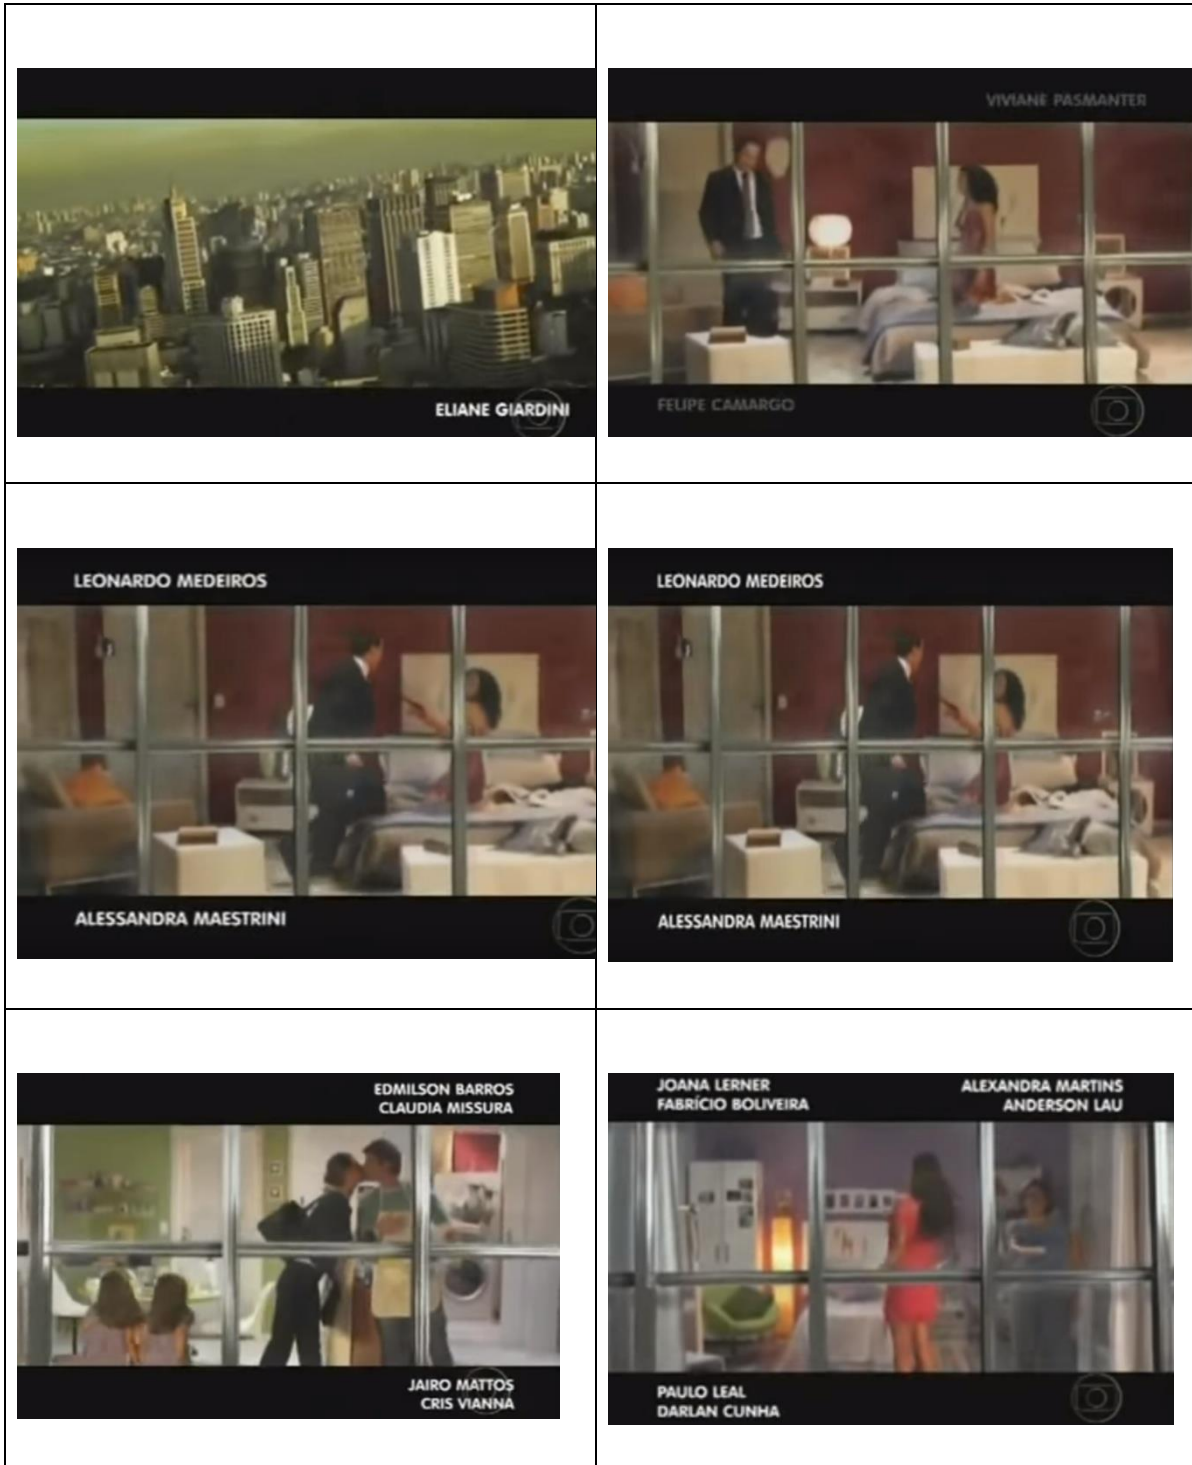 ELIANE GIARDINI
VIVIANE PASMANTER
FELIPE CAMARGO
LEONARDO MEDEIROS
ALESSANDRA MAESTRINI
LEONARDO MEDEIROS
ALESSANDRA MAESTRINI
EDMILSON BARROS
CLAUDIA MISSURA
JAIRO MATTOS
CRIS VIANNA
JOANA LERNER
FABRÍCIO BOLIVEIRA
ALEXANDRA MARTINS
ANDERSON LAU
PAULO LEAL
DARLAN CUNHA